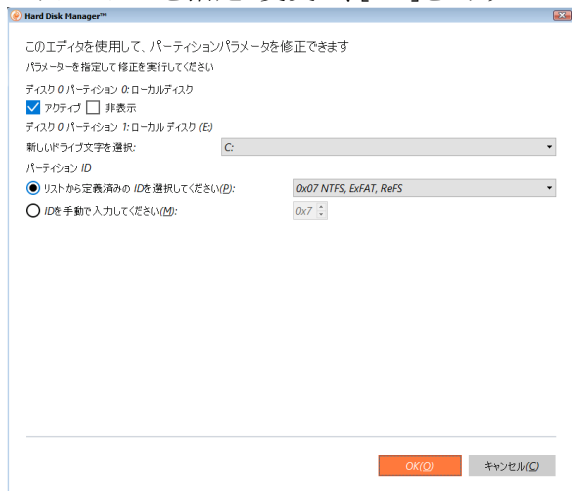 Hard Disk Manager™
このエディタを使用して、パーティションパラメータを修正できます
パラメーターを指定して修正を実行してください
ディスク 0 パーティション 0: ローカルディスク
アクティブ 非表示
ディスク 0 パーティション 1: ローカル ディスク (E:)
新しいドライブ文字を選択: C:
パーティション ID
リストから定義済みの IDを選択してください(P): 0x07 NTFS, ExFAT, ReFS
IDを手動で入力してください(M): 0x7
OK(O) キャンセル(C)